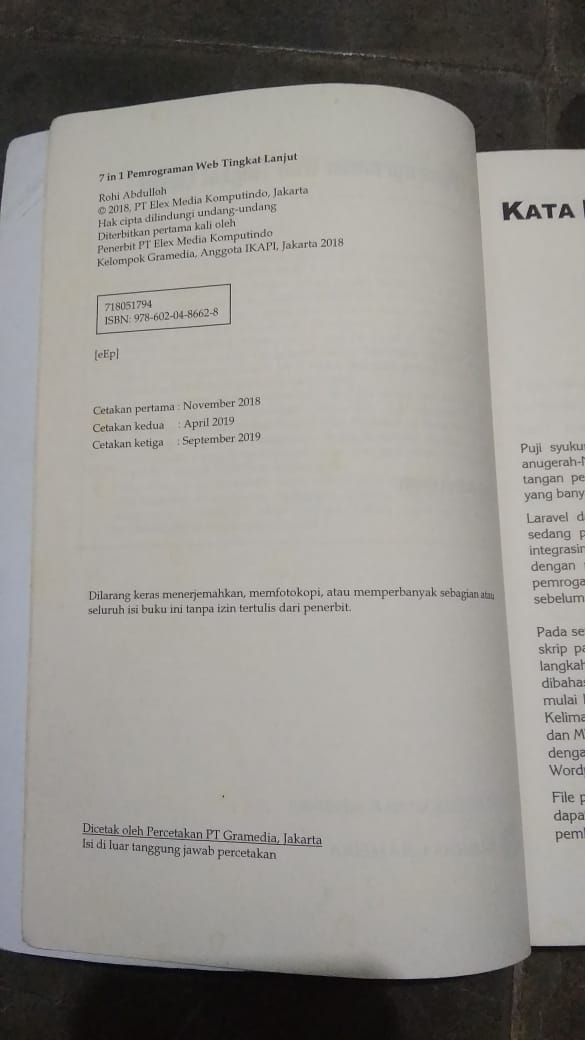 7 in 1 Pemrograman Web Tingkat Lanjut
Rohi Abdulloh
© 2018, PT Elex Media Komputindo, Jakarta
Hak cipta dilindungi undang-undang
Diterbitkan pertama kali oleh
Penerbit PT Elex Media Komputindo
Kelompok Gramedia, Anggota IKAPI, Jakarta 2018
718051794
ISBN: 978-602-04-8662-8
[eEp]
Cetakan pertama : November 2018
Cetakan kedua : April 2019
Cetakan ketiga : September 2019
Dilarang keras menerjemahkan, memfotokopi, atau memperbanyak sebagian atau
seluruh isi buku ini tanpa izin tertulis dari penerbit.
Dicetak oleh Percetakan PT Gramedia, Jakarta
Isi di luar tanggung jawab percetakan
KATA
Puji syuku
anugerah-
tangan pe
yang bany
Laravel d
sedang p
integrasin
dengan
pemroga
sebelum
Pada se
skrip pa
langkah
dibahas
mulai
Kelima
dan M
denga
Word
File p
dapa
pem